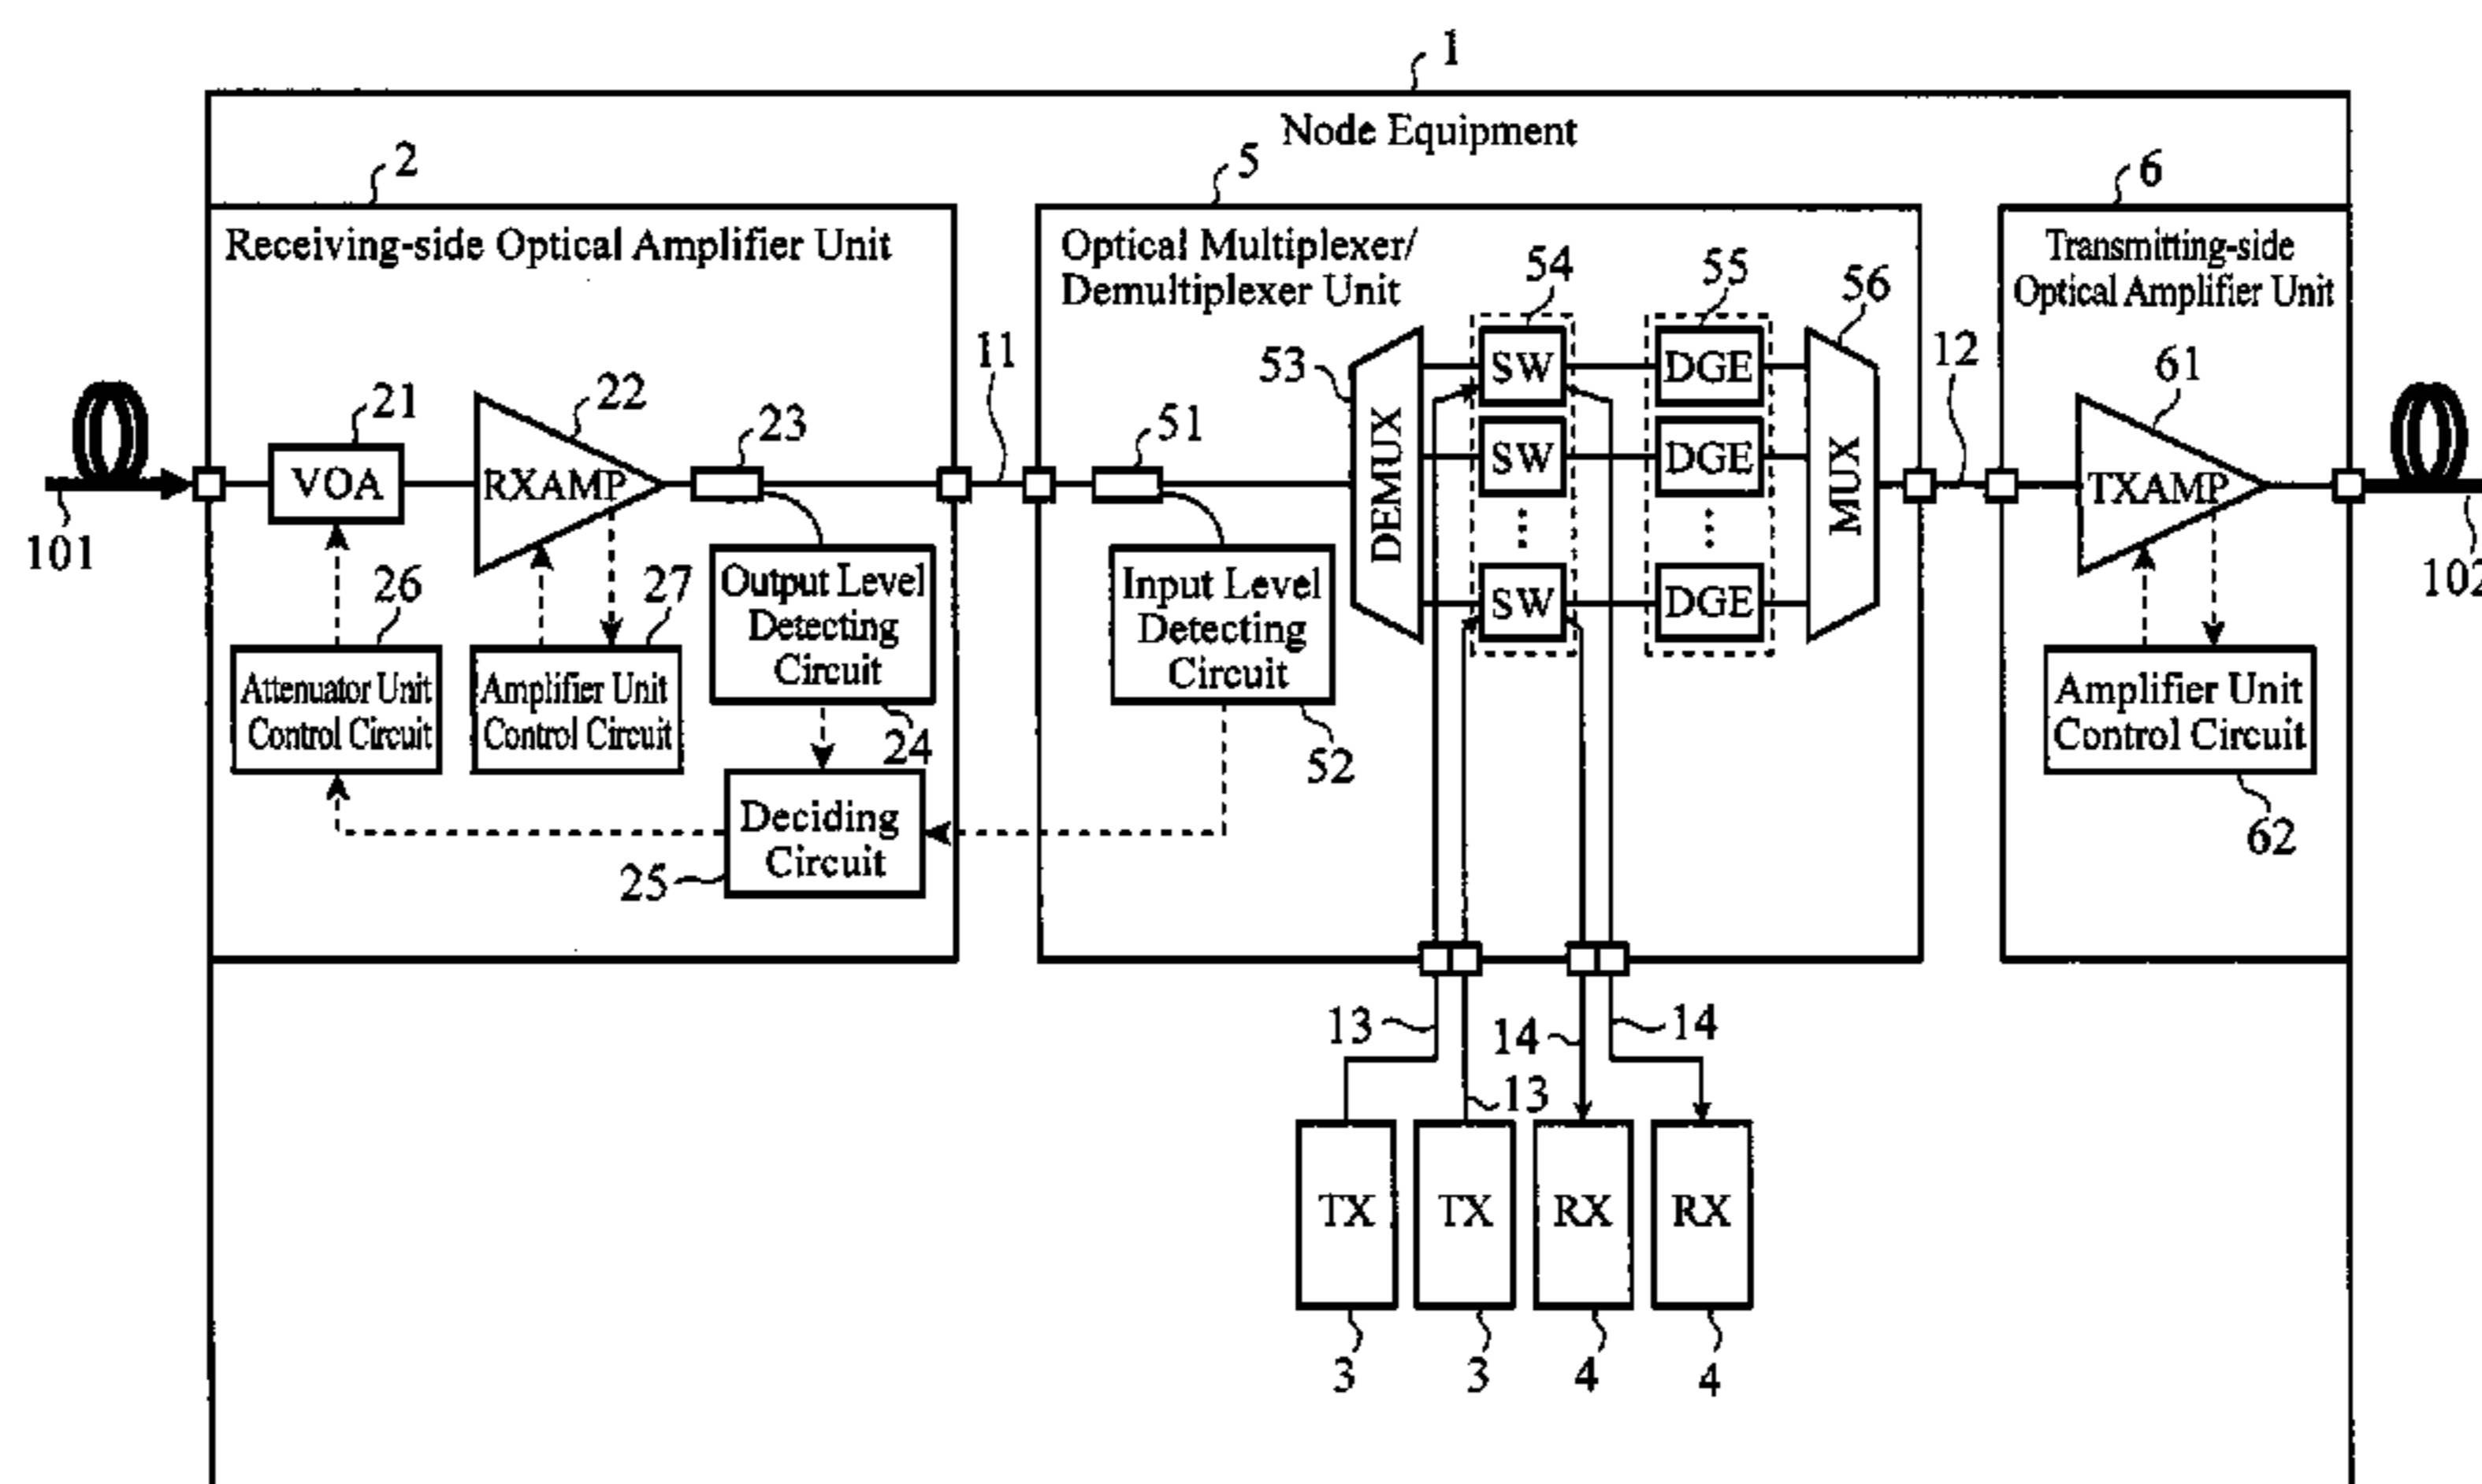 1
Node Equipment
2
5
6
Receiving-side Optical Amplifier Unit
Optical Multiplexer/
Demultiplexer Unit
Transmitting-side
Optical Amplifier Unit
54
55
56
53
11
12
61
21
22
23
51
VOA
RXAMP
DEMUX
SW
DGE
SW
DGE
SW
DGE
MUX
TXAMP
101
102
26
27
Output Level
Detecting
Circuit
Input Level
Detecting
Circuit
Attenuator Unit
Control Circuit
Amplifier Unit
Control Circuit
24
52
Amplifier Unit
Control Circuit
62
Deciding
Circuit
25
13
14
14
13
TX
TX
RX
RX
3
3
4
4